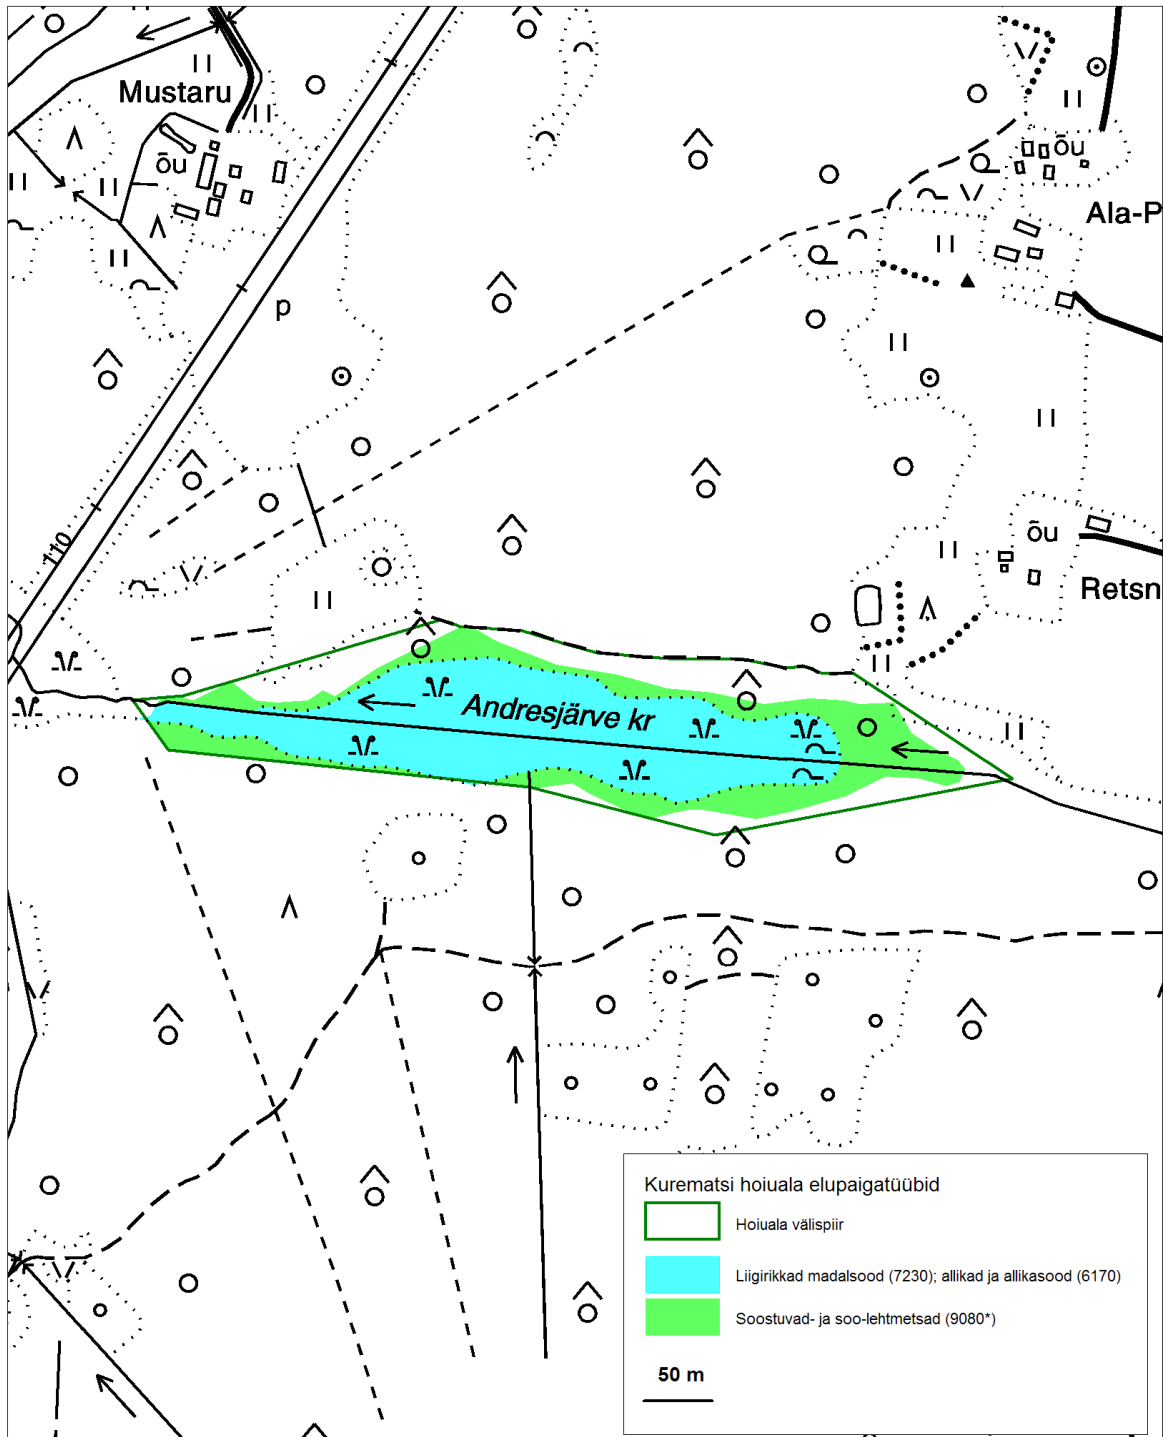 Mustaru
õu
õu
Ala-P
p
110
õu
Retsn
Andresjärve kr
Kurematsi hoiuala elupaigatüübid
Hoiuala välispiir
Liigirikkad madalsood (7230); allikad ja allikasood (6170)
Soostuvad- ja soo-lehtmetsad (9080*)
50 m